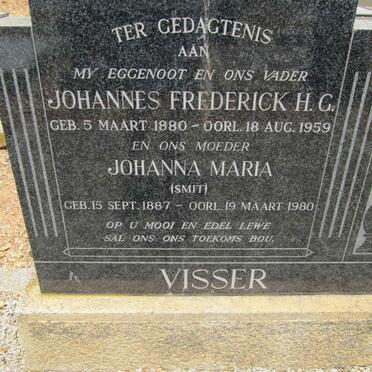 TER GEDAGTENIS
AAN
MY EGGENOOT EN ONS VADER
JOHANNES FREDERICK H. G.
GEB. 5 MAART 1880 - OORL. 18 AUG. 1959
EN ONS MOEDER
JOHANNA MARIA
(SMIT)
GEB. 15 SEPT. 1887 - OORL. 19 MAART 1980
OP U MOOI EN EDEL LEWE
SAL ONS ONS TOEKOMS BOU.
VISSER